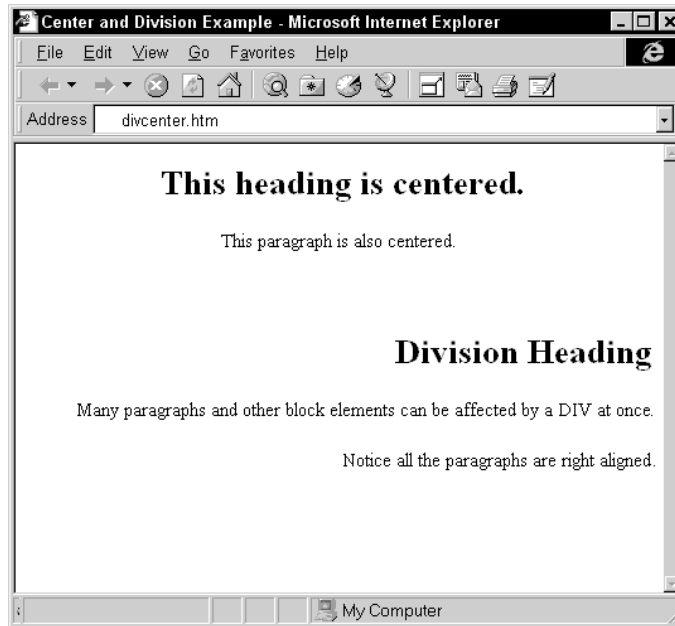 Center and Division Example - Microsoft Internet Explorer
File Edit View Go Favorites Help
Address divcenter.htm
This heading is centered.
This paragraph is also centered.
Division Heading
Many paragraphs and other block elements can be affected by a DIV at once.
Notice all the paragraphs are right aligned.
My Computer